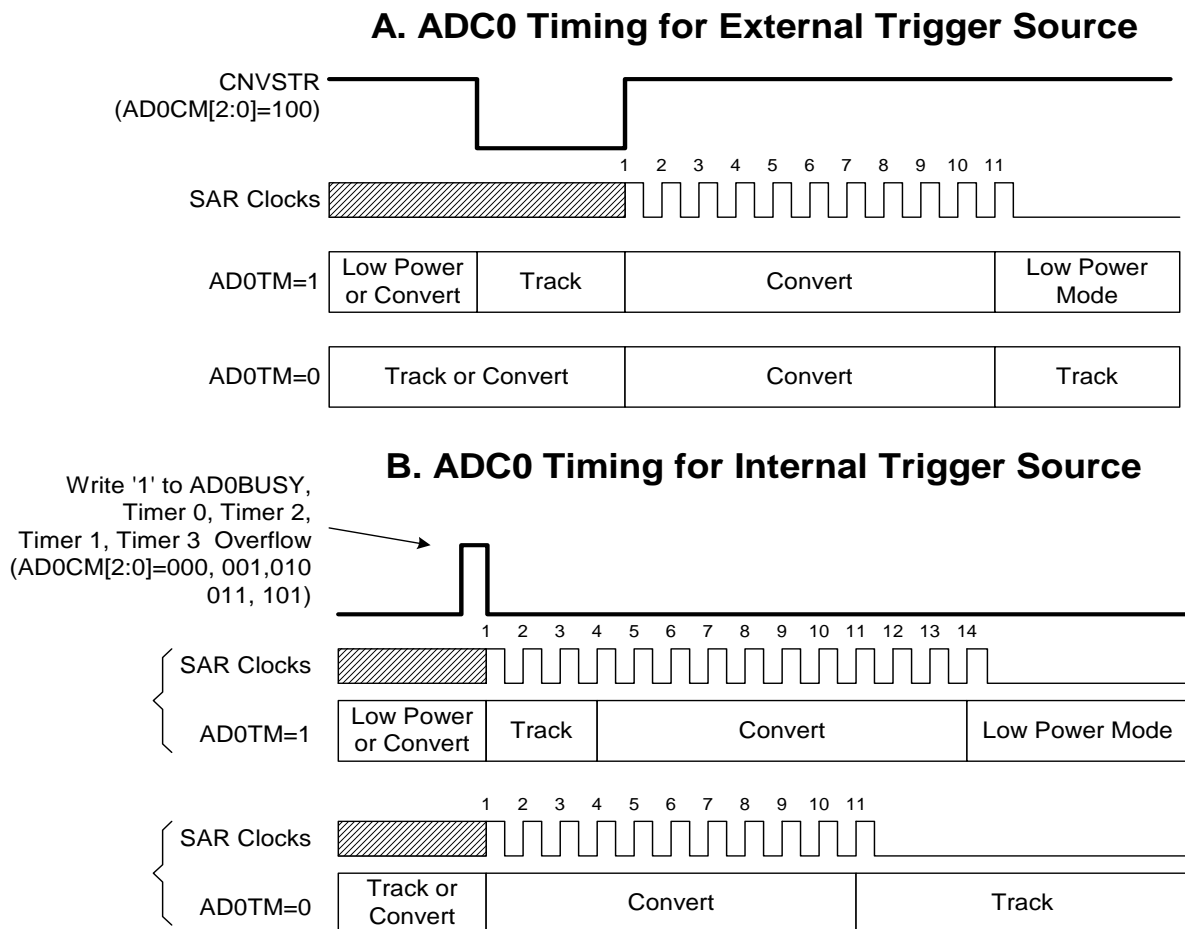 A. ADC0 Timing for External Trigger Source
CNVSTR
(AD0CM[2:0]=100)
1 2 3 4 5 6 7 8 9 10 11
SAR Clocks
AD0TM=1
Low Power
or Convert
Track
Convert
Low Power
Mode
AD0TM=0
Track or Convert
Convert
Track
B. ADC0 Timing for Internal Trigger Source
Write '1' to AD0BUSY,
Timer 0, Timer 2,
Timer 1, Timer 3 Overflow
(AD0CM[2:0]=000, 001,010
011, 101)
1 2 3 4 5 6 7 8 9 10 11 12 13 14
SAR Clocks
AD0TM=1
Low Power
or Convert
Track
Convert
Low Power Mode
1 2 3 4 5 6 7 8 9 10 11
SAR Clocks
AD0TM=0
Track or
Convert
Convert
Track